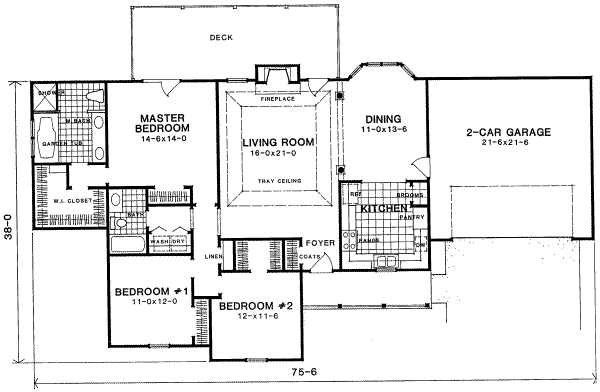 DECK
SHOWER
M. BATH
GARDEN TUB
MASTER
BEDROOM
14-6x14-0
FIREPLACE
LIVING ROOM
16-0x21-0
TRAY CEILING
DINING
11-0x13-6
2-CAR GARAGE
21-6x21-6
W.I. CLOSET
BATH
WASH
DRY
REF.
BROOMS
KITCHEN
PANTRY
RANGE
DW
LINEN
FOYER
COATS
BEDROOM #1
11-0x12-0
BEDROOM #2
12-x11-6
38-0
75-6